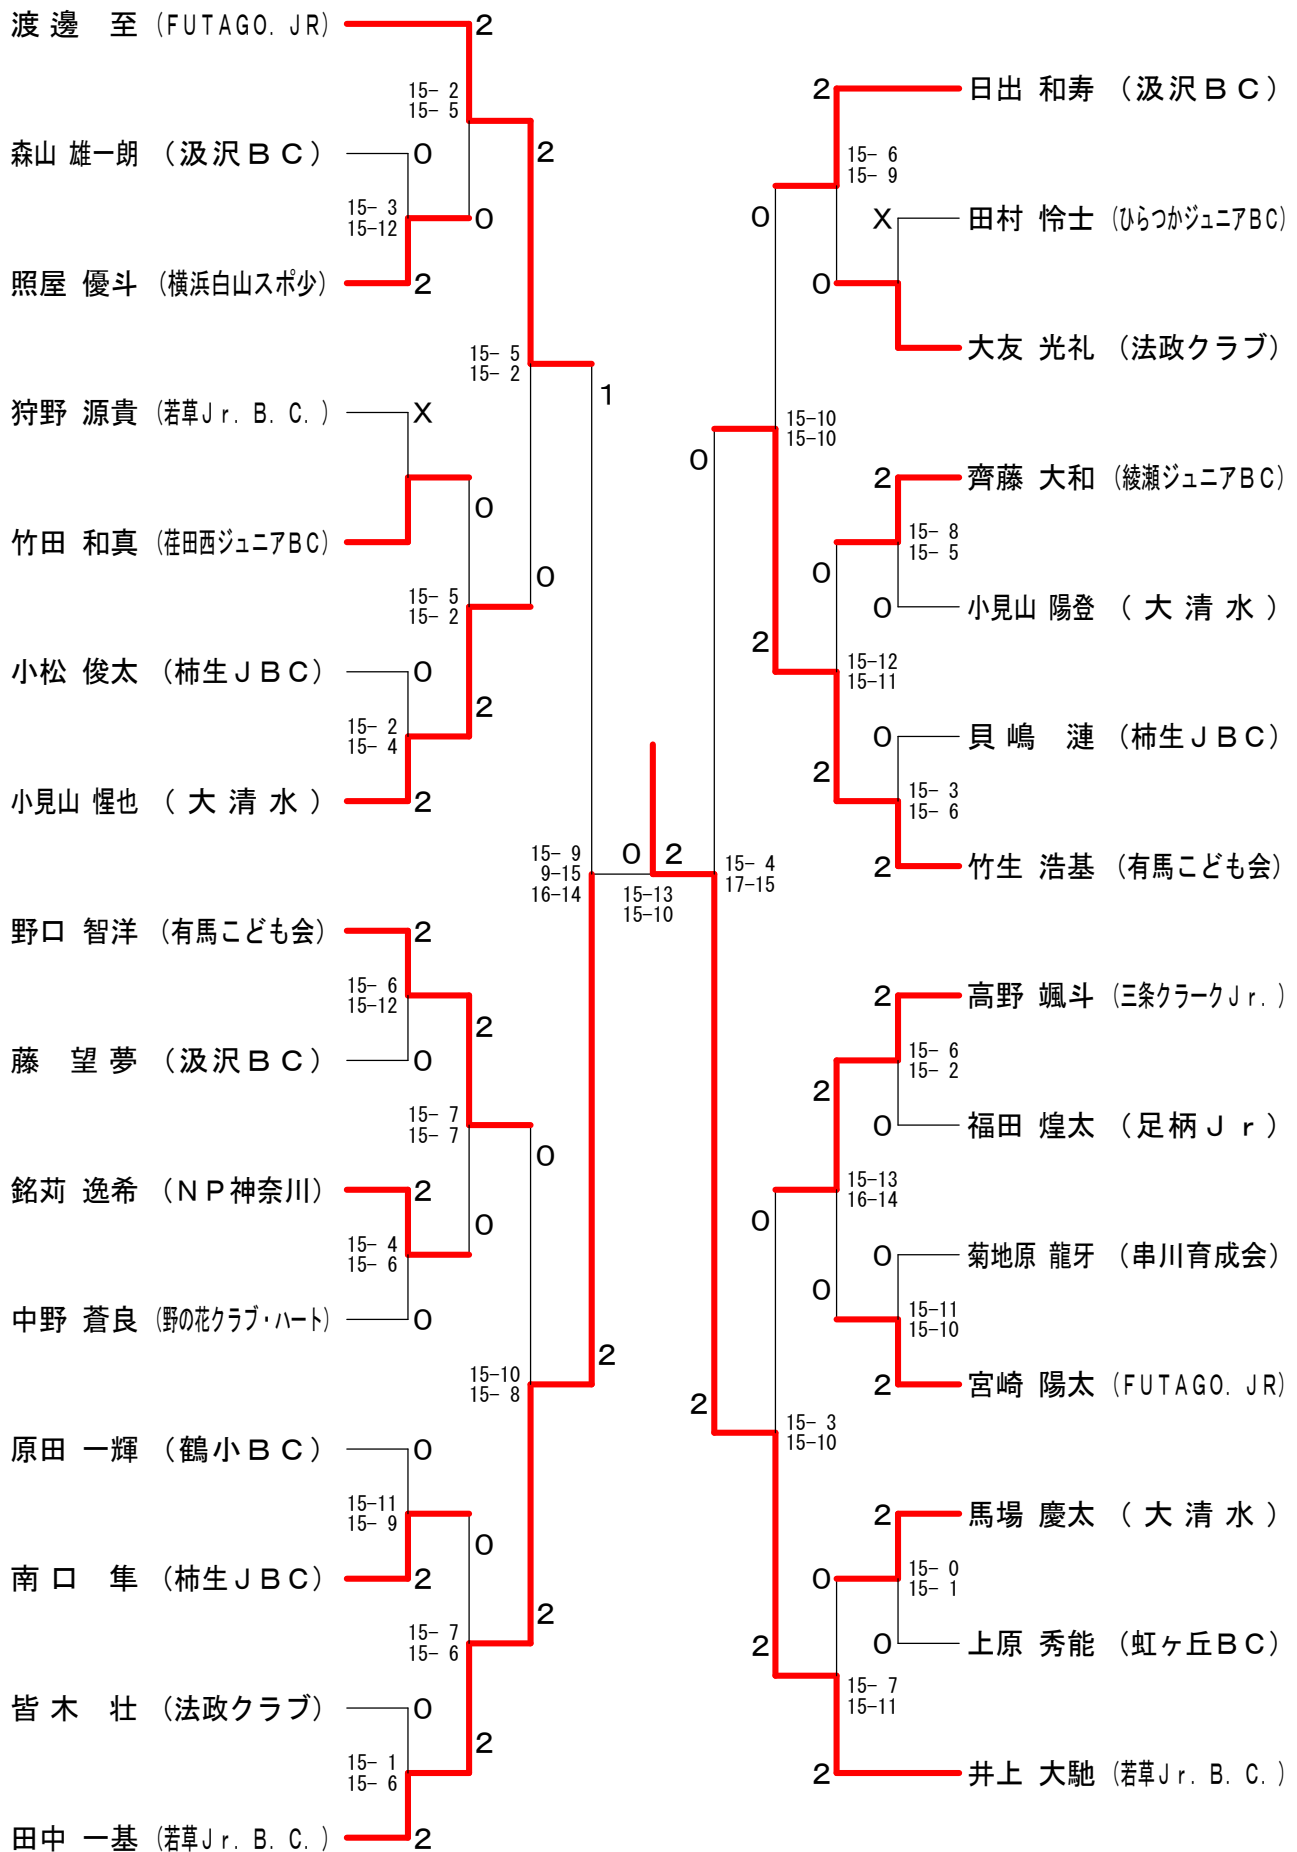 渡邊 至 (FUTAGO. JR) 2
15- 2
15- 5
森山 雄一朗 (汲沢BC) 0
2
15- 3
15-12
0
照屋 優斗 (横浜白山スポ少) 2
15- 5
15- 2
1
狩野 源貴 (若草Jr. B. C. ) X
0
竹田 和真 (荏田西ジュニアBC)
0
15- 5
15- 2
小松 俊太 (柿生JBC) 0
2
15- 2
15- 4
小見山 惺也 (大清水) 2
15- 9
9-15
16-14
野口 智洋 (有馬こども会) 2
15- 6
15-12
2
藤 望夢 (汲沢BC) 0
15- 7
15- 7
0
銘苅 逸希 (NP神奈川) 2
0
15- 4
15- 6
中野 蒼良 (野の花クラブ・ハート) 0
2
15-10
15- 8
原田 一輝 (鶴小BC) 0
15-11
15- 9
0
南口 隼 (柿生JBC) 2
2
15- 7
15- 6
皆木 壮 (法政クラブ) 0
2
15- 1
15- 6
田中 一基 (若草Jr. B. C. ) 2
0 2
15-13
15-10
2 日出 和寿 (汲沢BC)
15- 6
15- 9
0
X 田村 怜士 (ひらつかジュニアBC)
0
大友 光礼 (法政クラブ)
15-10
15-10
0
2 齊藤 大和 (綾瀬ジュニアBC)
15- 8
15- 5
0
0 小見山 陽登 (大清水)
2
15-12
15-11
0 貝嶋 漣 (柿生JBC)
2
15- 3
15- 6
2 竹生 浩基 (有馬こども会)
15- 4
17-15
2 高野 颯斗 (三条クラークJr. )
15- 6
15- 2
2
0 福田 煌太 (足柄Jr)
15-13
16-14
0
0 菊地原 龍牙 (串川育成会)
0
15-11
15-10
2 宮崎 陽太 (FUTAGO. JR)
2
15- 3
15-10
2 馬場 慶太 (大清水)
15- 0
15- 1
0
0 上原 秀能 (虹ヶ丘BC)
2
15- 7
15-11
2 井上 大馳 (若草Jr. B. C. )